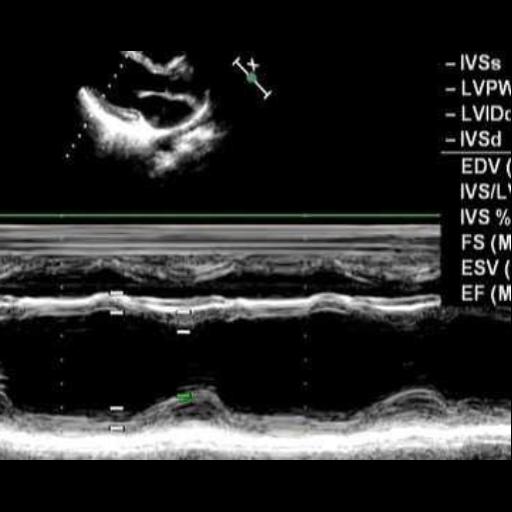 - IVSs
- LVPW
- LVIDd
- IVSd
EDV (
IVS/LV
IVS %
FS (M
ESV (
EF (M